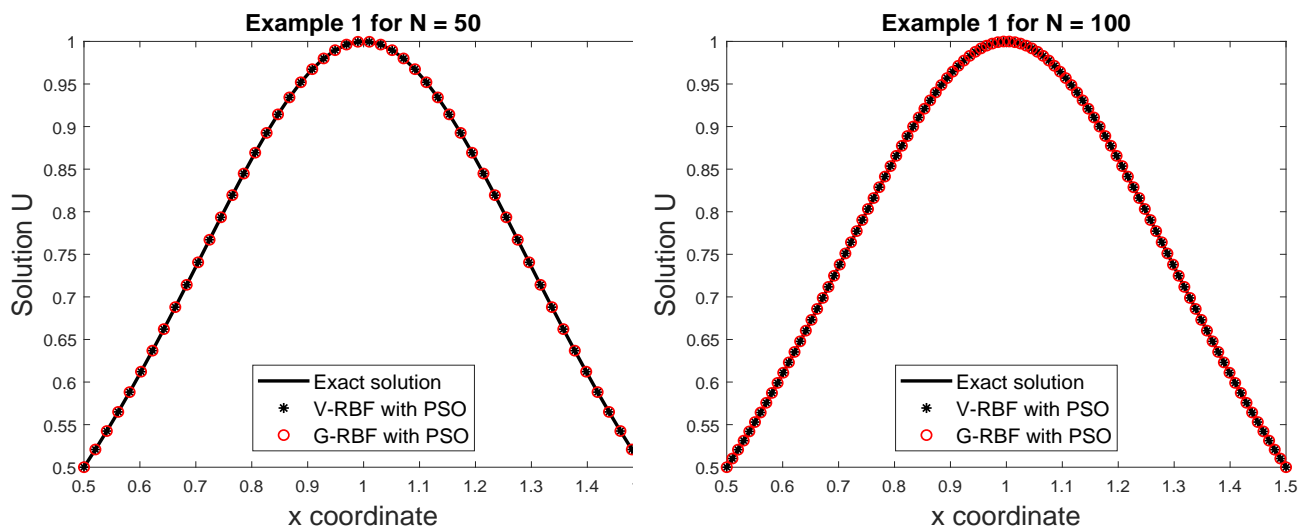 Example 1 for N = 50
1
0.95
0.9
0.85
0.8
0.75
0.7
0.65
0.6
0.55
0.5
Solution U
Exact solution
V-RBF with PSO
G-RBF with PSO
0.5 0.6 0.7 0.8 0.9 1 1.1 1.2 1.3 1.4
x coordinate
Example 1 for N = 100
1
0.95
0.9
0.85
0.8
0.75
0.7
0.65
0.6
0.55
0.5
Solution U
Exact solution
V-RBF with PSO
G-RBF with PSO
0.5 0.6 0.7 0.8 0.9 1 1.1 1.2 1.3 1.4 1.5
x coordinate